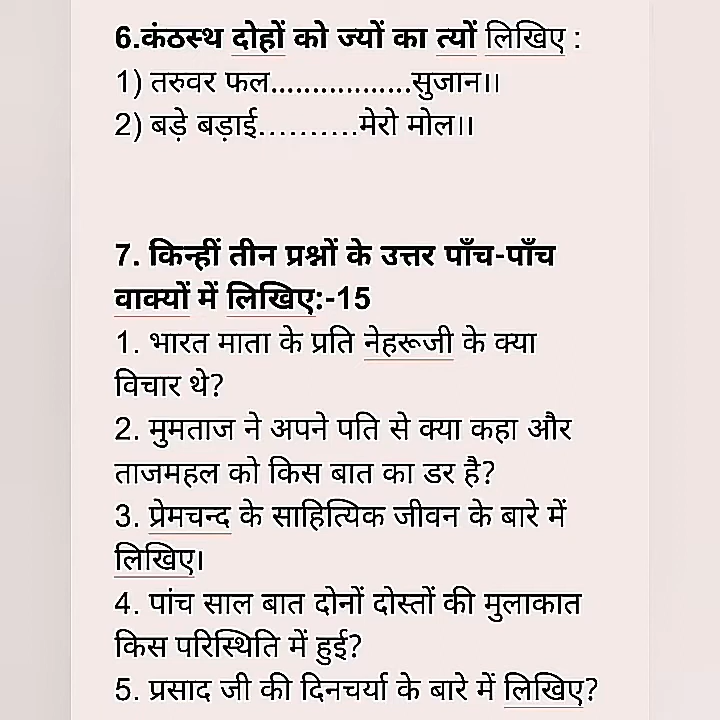 6.कंठस्थ दोहों को ज्यों का त्यों लिखिए :
1) तरुवर फल.................सुजान।।
2) बड़े बड़ाई..........मेरो मोल।।
7. किन्हीं तीन प्रश्नों के उत्तर पाँच-पाँच
वाक्यों में लिखिए:-15
1. भारत माता के प्रति नेहरूजी के क्या
विचार थे?
2. मुमताज ने अपने पति से क्या कहा और
ताजमहल को किस बात का डर है?
3. प्रेमचन्द के साहित्यिक जीवन के बारे में
लिखिए।
4. पांच साल बात दोनों दोस्तों की मुलाकात
किस परिस्थिति में हुई?
5. प्रसाद जी की दिनचर्या के बारे में लिखिए?